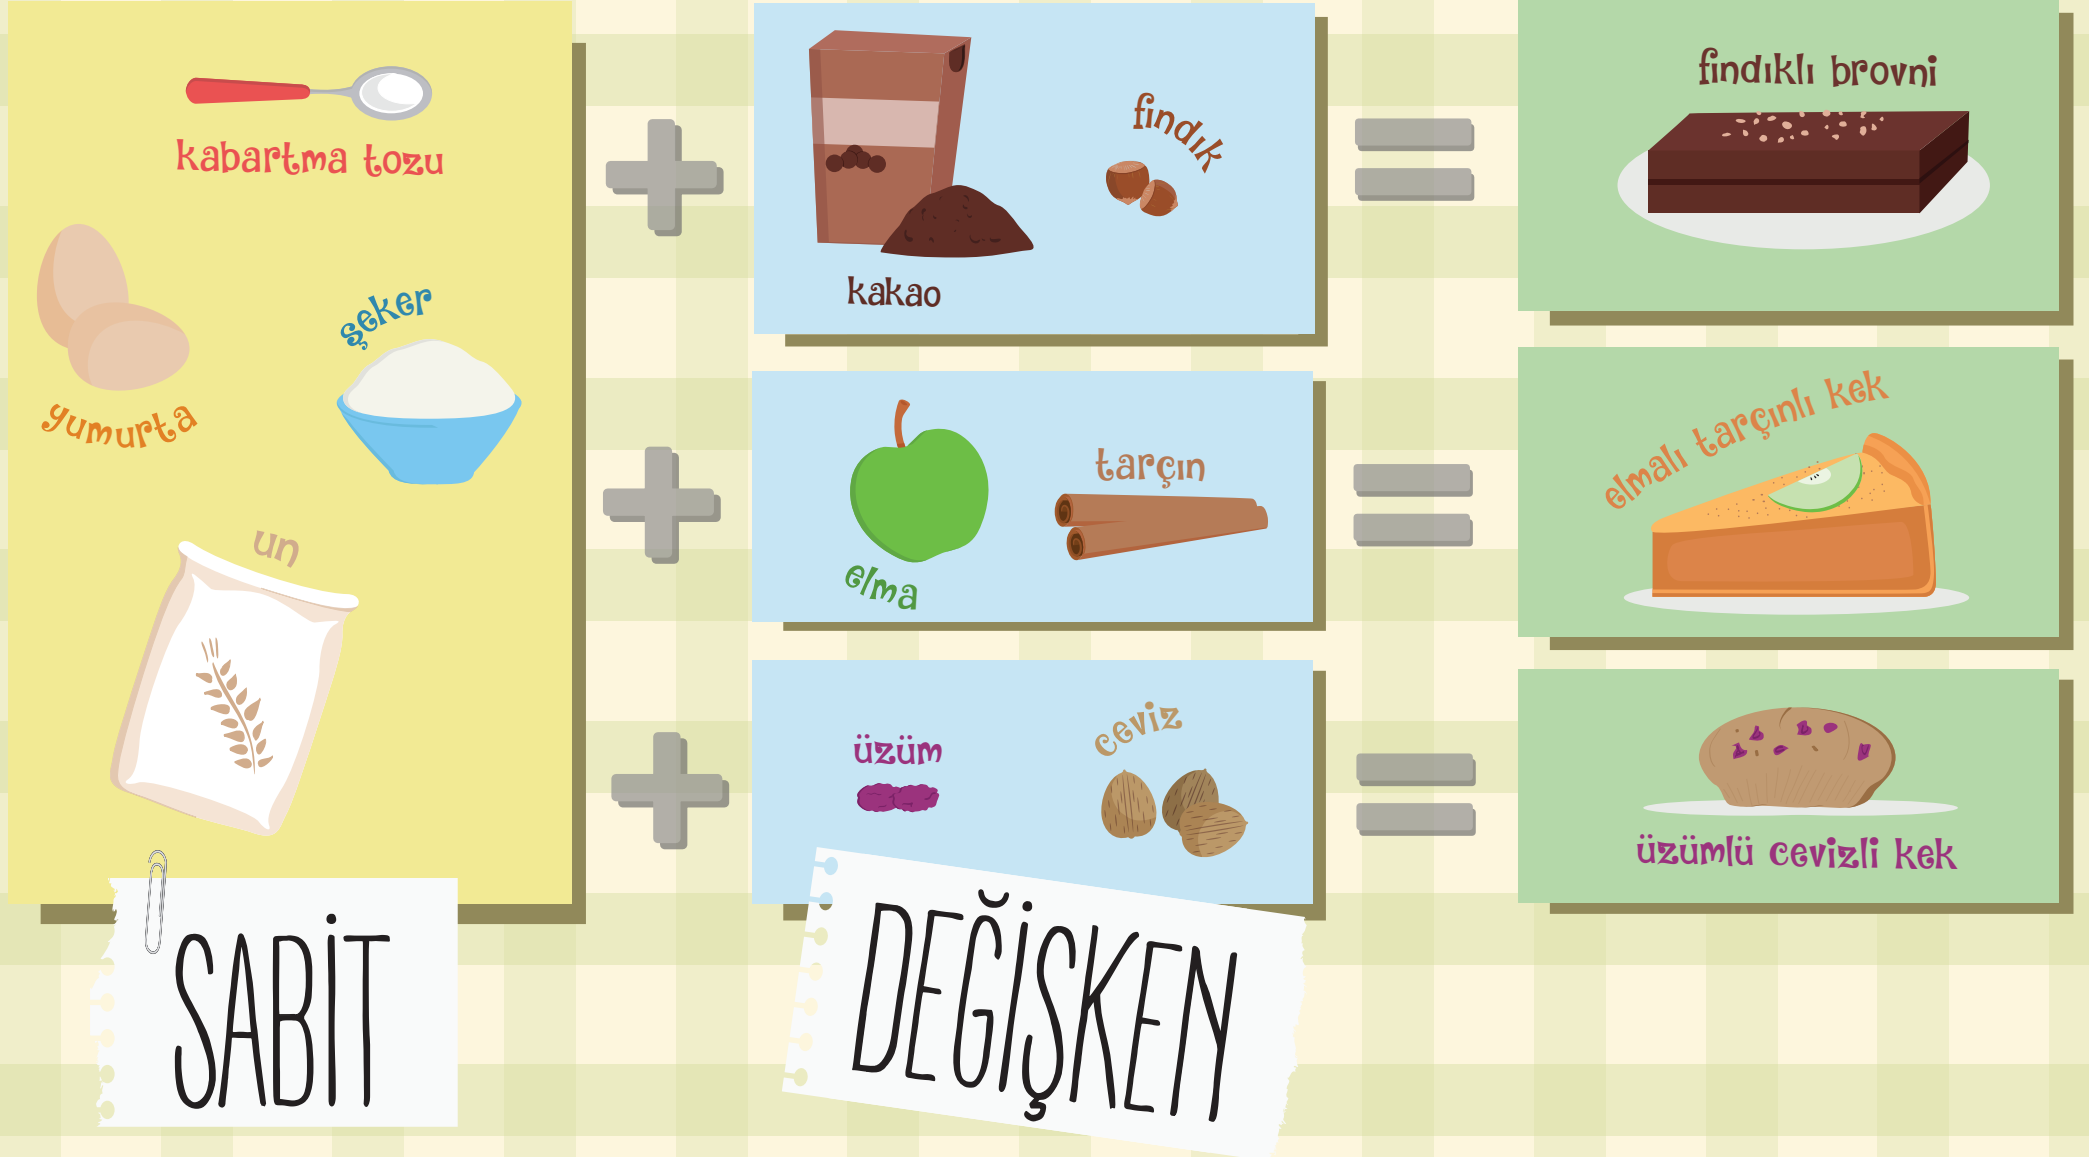 kabartma tozu
yumurta
şeker
un
SABİT
kakao
fındık
elma
tarçın
üzüm
ceviz
DEĞİŞKEN
fındıklı brovni
elmalı tarçınlı kek
üzümlü cevizli kek